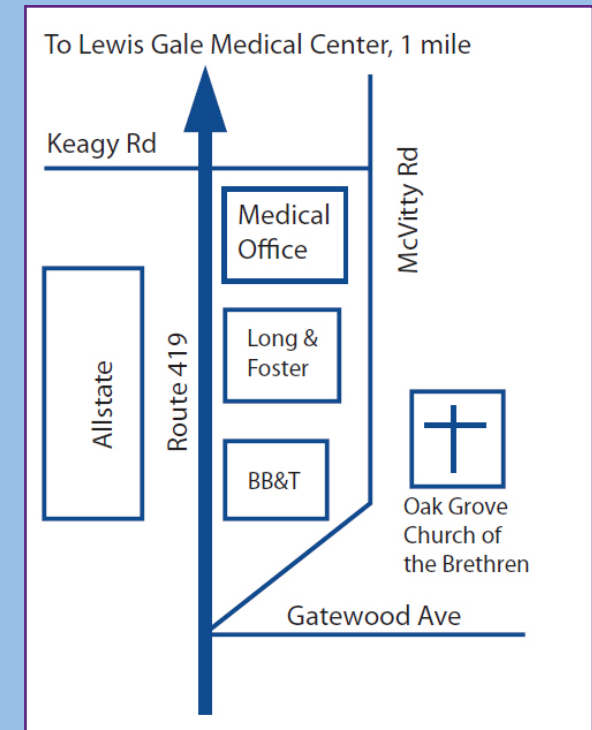 To Lewis Gale Medical Center, 1 mile
Keagy Rd
McVitty Rd
Medical
Office
Long &
Foster
Route 419
Allstate
BB&T
Oak Grove
Church of
the Brethren
Gatewood Ave